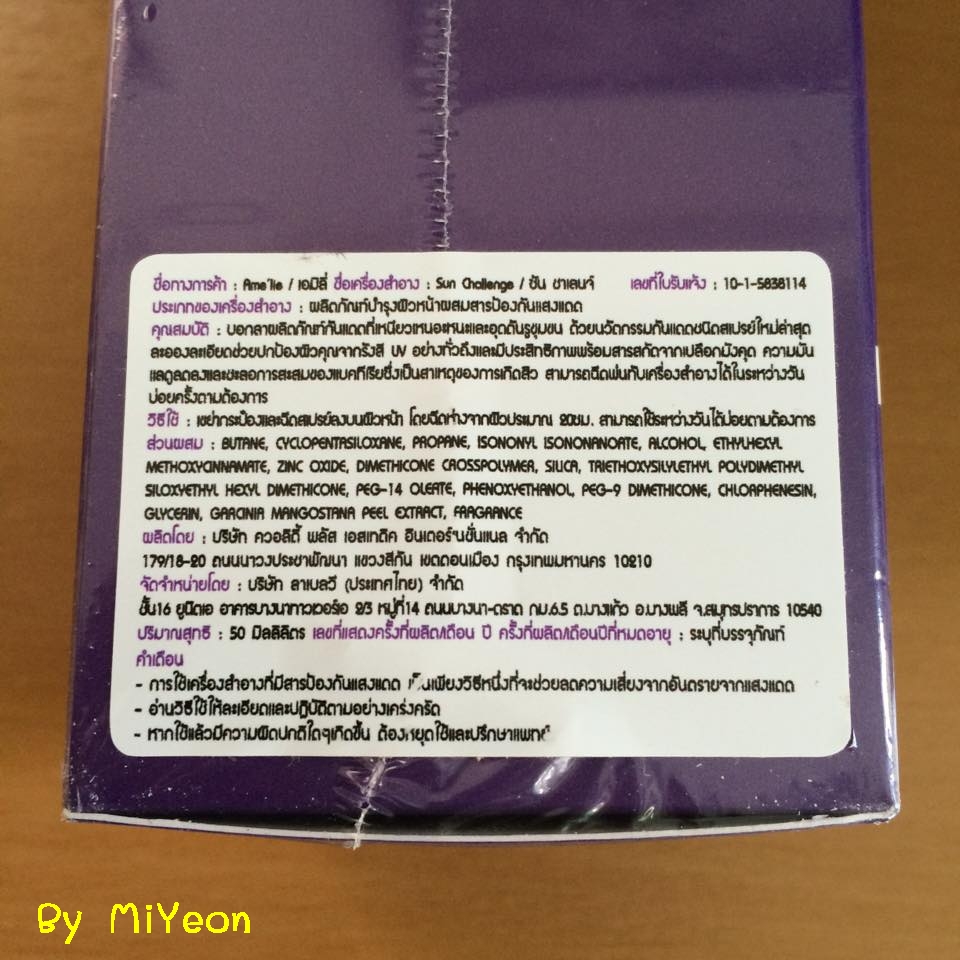 ชื่อทางการค้า : Ame'lie / เอมิลี่ ชื่อเครื่องสำอาง : Sun Challenge / ซัน ชาเลนจ์ เลขที่ใบรับแจ้ง : 10-1-5838114
ประเภทของเครื่องสำอาง : ผลิตภัณฑ์บำรุงผิวหน้าผสมสารป้องกันแสงแดด
คุณสมบัติ : บอกลาผลิตภัณฑ์กันแดดที่เหนียวเหนอะหนะและอุดตันรูขุมขน ด้วยนวัตกรรมกันแดดชนิดสเปรย์ใหม่ล่าสุด
ละอองละเอียดช่วยปกป้องผิวคุณจากรังสี UV อย่างทั่วถึงและมีประสิทธิภาพพร้อมสารสกัดจากเปลือกมังคุด ความมัน
แลดูลดลงและชะลอการสะสมของแบคทีเรียซึ่งเป็นสาเหตุของการเกิดสิว สามารถฉีดพ่นทับเครื่องสำอางได้ในระหว่างวัน
บ่อยครั้งตามต้องการ
วิธีใช้ : เขย่ากระป๋องและฉีดสเปรย์ลงบนผิวหน้า โดยฉีดห่างจากผิวประมาณ 20ซม. สามารถใช้ระหว่างวันได้บ่อยตามต้องการ
ส่วนผสม : BUTANE, CYCLOPENTASILOXANE, PROPANE, ISONONYL ISONONANOATE, ALCOHOL, ETHYLHEXYL
METHOXYCINNAMATE, ZINC OXIDE, DIMETHICONE CROSSPOLYMER, SILICA, TRIETHOXYSILYLETHYL POLYDIMETHYL
SILOXYETHYL HEXYL DIMETHICONE, PEG-14 OLEATE, PHENOXYETHANOL, PEG-9 DIMETHICONE, CHLORPHENESIN,
GLYCERIN, GARCINIA MANGOSTANA PEEL EXTRACT, FRAGRANCE
ผลิตโดย : บริษัท ควอลิตี้ พลัส เอสเทติค อินเตอร์ชั่นแนล จำกัด
179/18-20 ถนนนาวงประชาพัฒนา แขวงสีกัน เขตดอนเมือง กรุงเทพมหานคร 10210
จัดจำหน่ายโดย : บริษัท ลาเบลวี (ประเทศไทย) จำกัด
ชั้น16 ยูนิตเอ อาคารบางนาทาวเวอร์เอ 2/3 หมู่ที่14 ถนนบางนา-ตราด กม.6.5 ต.บางแก้ว อ.บางพลี จ.สมุทรปราการ 10540
ปริมาณสุทธิ : 50 มิลลิลิตร เลขที่แสดงครั้งที่ผลิต/เดือน ปี ครั้งที่ผลิต/เดือนปีที่หมดอายุ : ระบุที่บรรจุภัณฑ์
คำเตือน
- การใช้เครื่องสำอางที่มีสารป้องกันแสงแดด เป็นเพียงวิธีหนึ่งที่จะช่วยลดความเสี่ยงจากอันตรายจากแสงแดด
- อ่านวิธีใช้ให้ละเอียดและปฏิบัติตามอย่างเคร่งครัด
- หากใช้แล้วมีความผิดปกติใดๆเกิดขึ้น ต้องหยุดใช้และปรึกษาแพทย์
By MiYeon